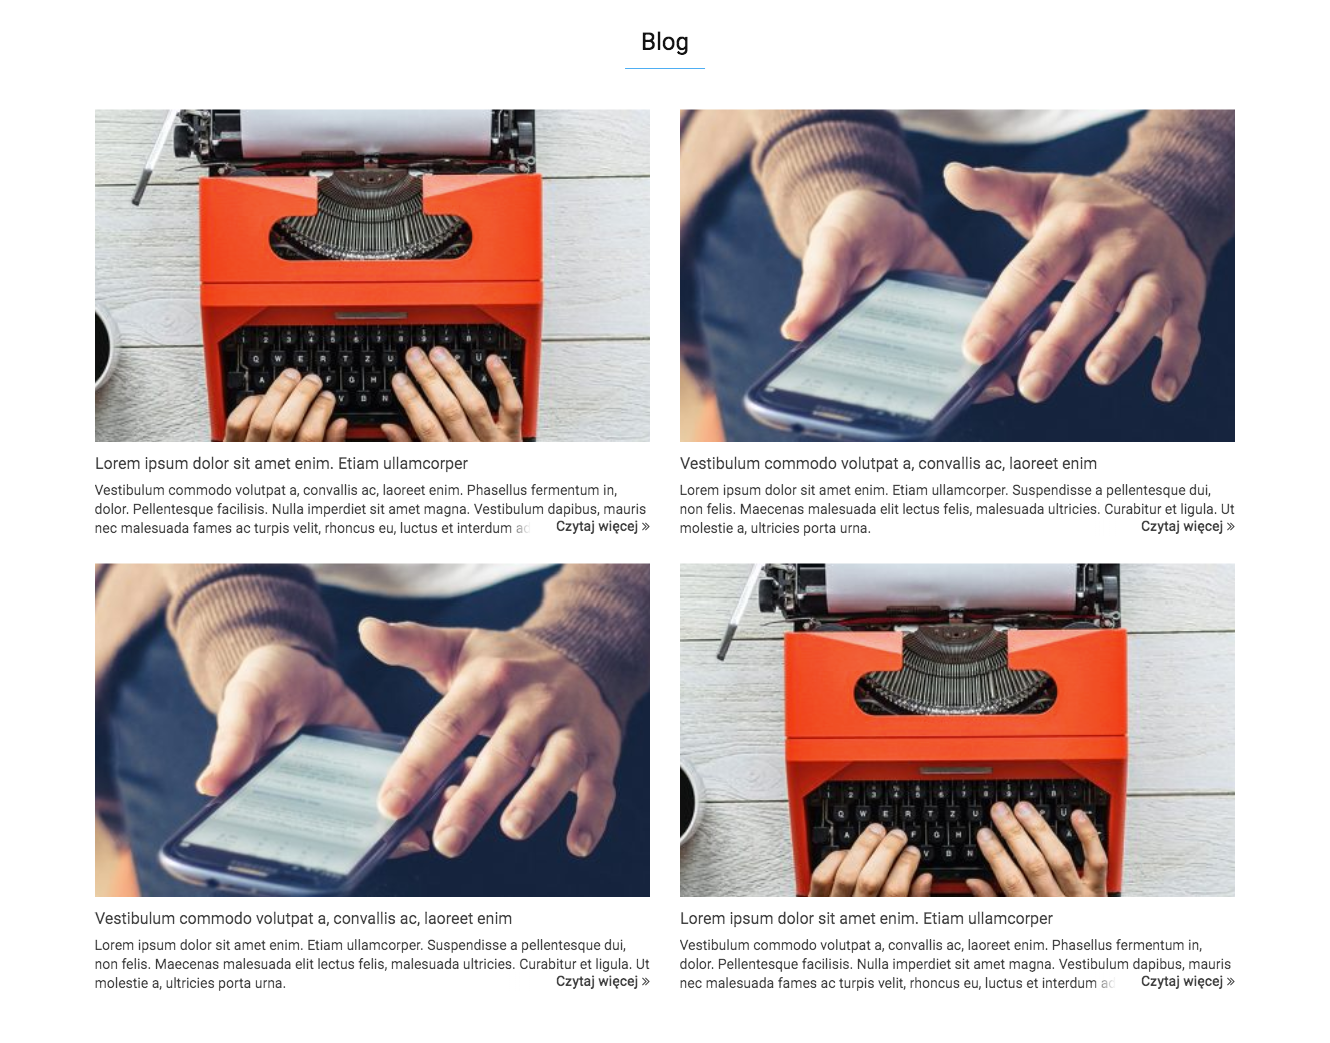 Blog
Lorem ipsum dolor sit amet enim. Etiam ullamcorper
Vestibulum commodo volutpat a, convallis ac, laoreet enim. Phasellus fermentum in,
dolor. Pellentesque facilisis. Nulla imperdiet sit amet magna. Vestibulum dapibus, mauris
nec malesuada fames ac turpis velit, rhoncus eu, luctus et interdum ad Czytaj więcej »
Vestibulum commodo volutpat a, convallis ac, laoreet enim
Lorem ipsum dolor sit amet enim. Etiam ullamcorper. Suspendisse a pellentesque dui,
non felis. Maecenas malesuada elit lectus felis, malesuada ultricies. Curabitur et ligula. Ut
molestie a, ultricies porta urna. Czytaj więcej »
Vestibulum commodo volutpat a, convallis ac, laoreet enim
Lorem ipsum dolor sit amet enim. Etiam ullamcorper. Suspendisse a pellentesque dui,
non felis. Maecenas malesuada elit lectus felis, malesuada ultricies. Curabitur et ligula. Ut
molestie a, ultricies porta urna. Czytaj więcej »
Lorem ipsum dolor sit amet enim. Etiam ullamcorper
Vestibulum commodo volutpat a, convallis ac, laoreet enim. Phasellus fermentum in,
dolor. Pellentesque facilisis. Nulla imperdiet sit amet magna. Vestibulum dapibus, mauris
nec malesuada fames ac turpis velit, rhoncus eu, luctus et interdum ad Czytaj więcej »